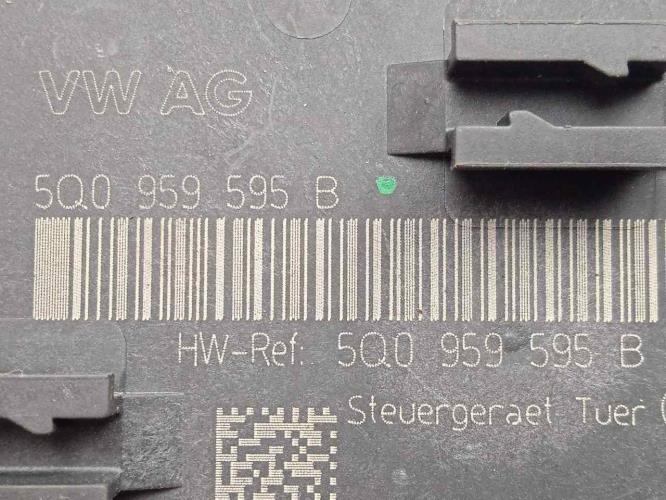 VW AG
5Q0 959 595 B
HW-Ref: 5Q0 959 595 B
Steuergeraet Tuer (